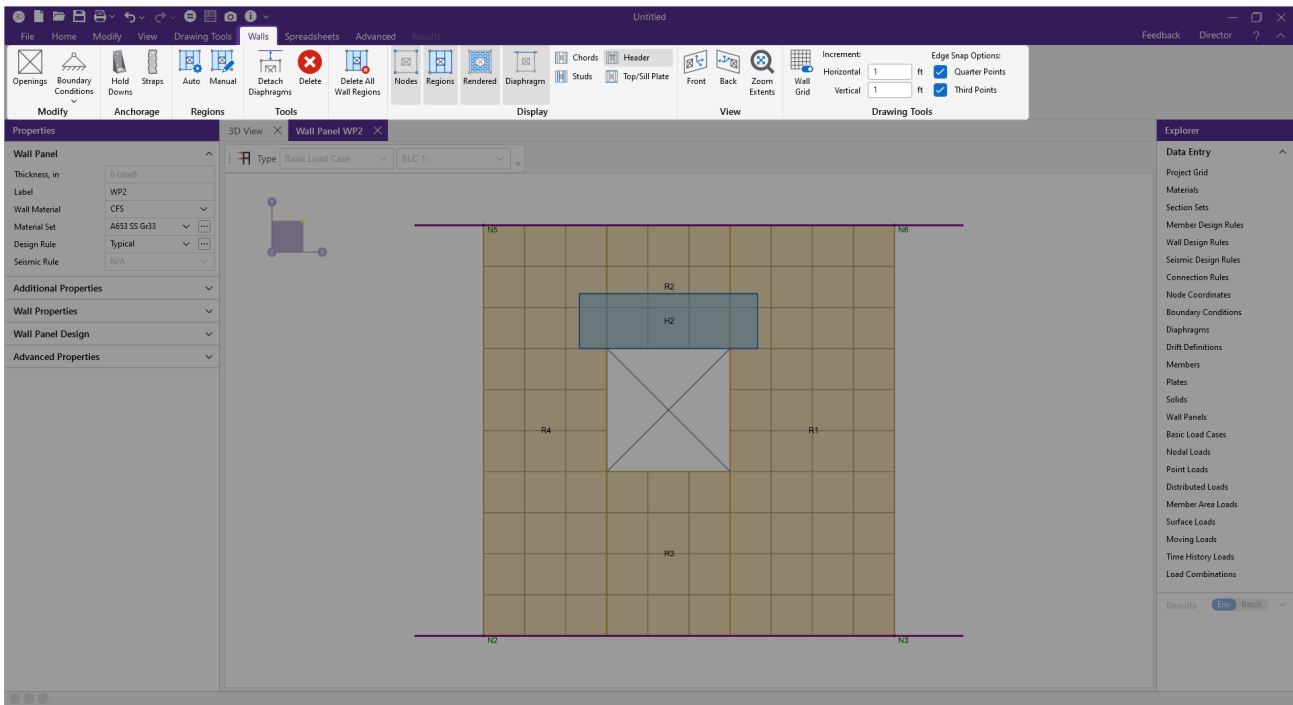 3D
Untitled
File Home Modify View Drawing Tools Walls Spreadsheets Advanced Results Feedback Director ?
Openings
Boundary
Conditions
Modify
Hold
Downs
Straps
Anchorage
Auto Manual
Regions
Detach
Diaphragms
Delete
Tools
Delete All
Wall Regions
Nodes Regions Rendered Diaphragm
Chords Header
Studs Top/Sill Plate
Display
Front Back
Zoom
Extents
View
Wall
Grid
Increment:
Horizontal 1 ft
Vertical 1 ft
Edge Snap Options:
Quarter Points
Third Points
Drawing Tools
Properties
Wall Panel
Thickness, in 6 (stud)
Label WP2
Wall Material CFS
Material Set A653 SS Gr33
Design Rule Typical
Seismic Rule N/A
Additional Properties
Wall Properties
Wall Panel Design
Advanced Properties
3D View Wall Panel WP2
Type Basic Load Case BLC 1:
Y
Z X
N5 N6
R2
H2
R4 R1
R3
N2 N3
Explorer
Data Entry
Project Grid
Materials
Section Sets
Member Design Rules
Wall Design Rules
Seismic Design Rules
Connection Rules
Node Coordinates
Boundary Conditions
Diaphragms
Drift Definitions
Members
Plates
Solids
Wall Panels
Basic Load Cases
Nodal Loads
Point Loads
Distributed Loads
Member Area Loads
Surface Loads
Moving Loads
Time History Loads
Load Combinations
Results Env Batch